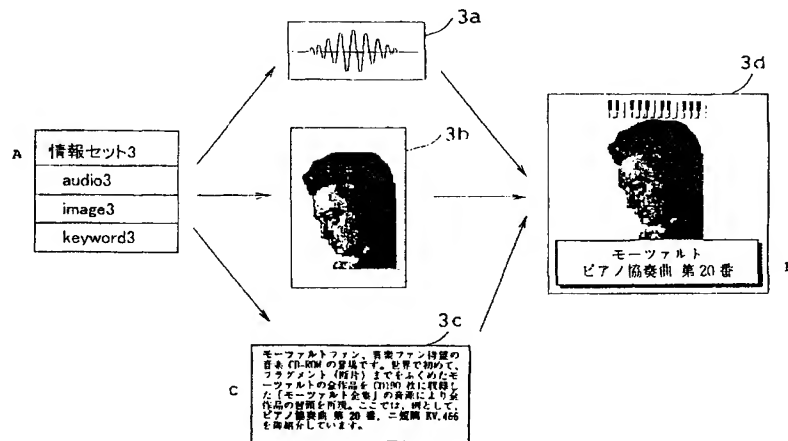 3a
3d
3b
A
情報セット3
audio3
image3
keyword3
モーツァルト
ピアノ協奏曲 第20番
3c
C
モーツァルトファン、音楽ファン待望の
音楽CD-ROMの登場です。世界で初めて、
フラグメント(断片)までをふくめたモ
ーツァルトの全作品をCD180枚に収録し
た「モーツァルト全集」の音源により全
作品の冒頭を再現。ここでは、例として、
ピアノ協奏曲 第20番、ニ短調 KV.466
を御紹介しています。